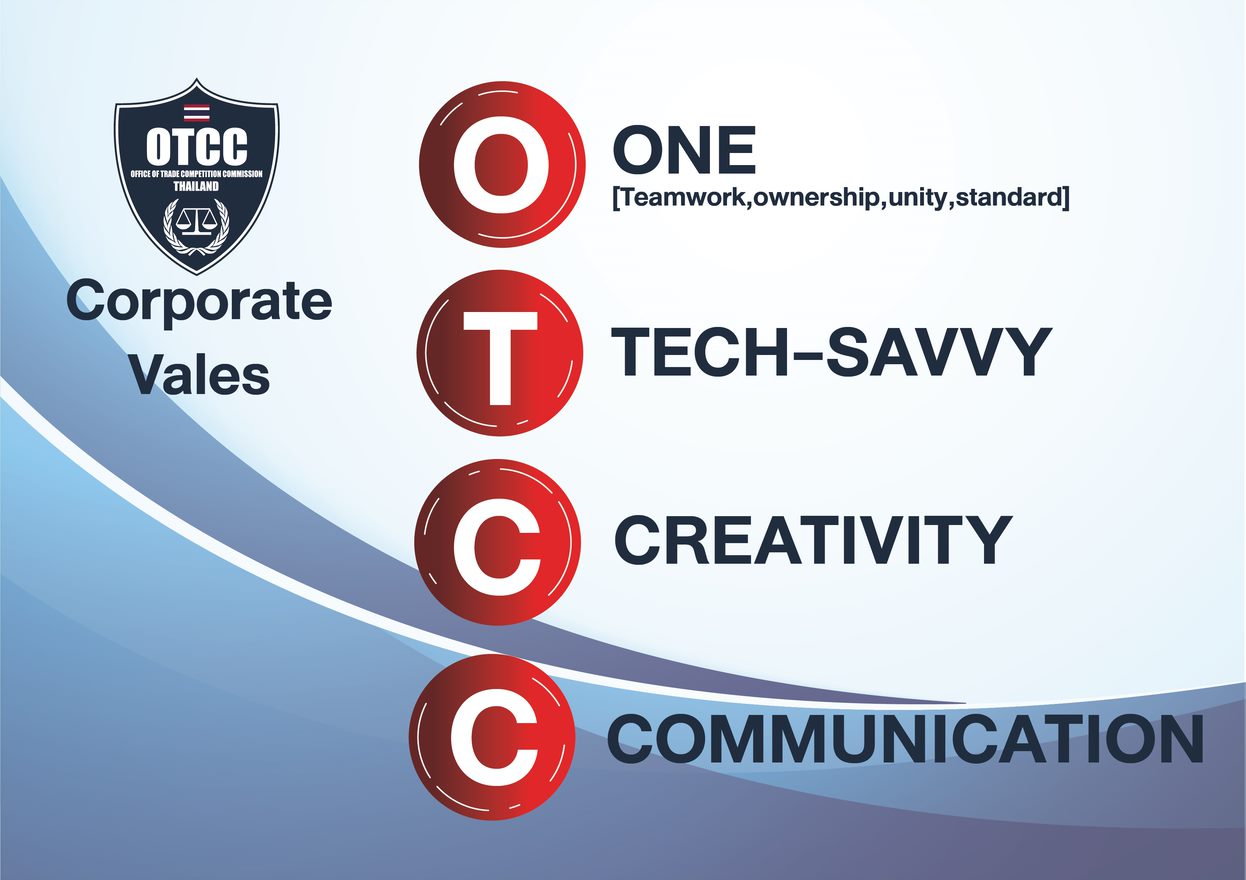 OTCC
OFFICE OF TRADE COMPETITION COMMISSION
THAILAND
Corporate
Vales
O
ONE
[Teamwork,ownership,unity,standard]
T
TECH–SAVVY
C
CREATIVITY
C
COMMUNICATION